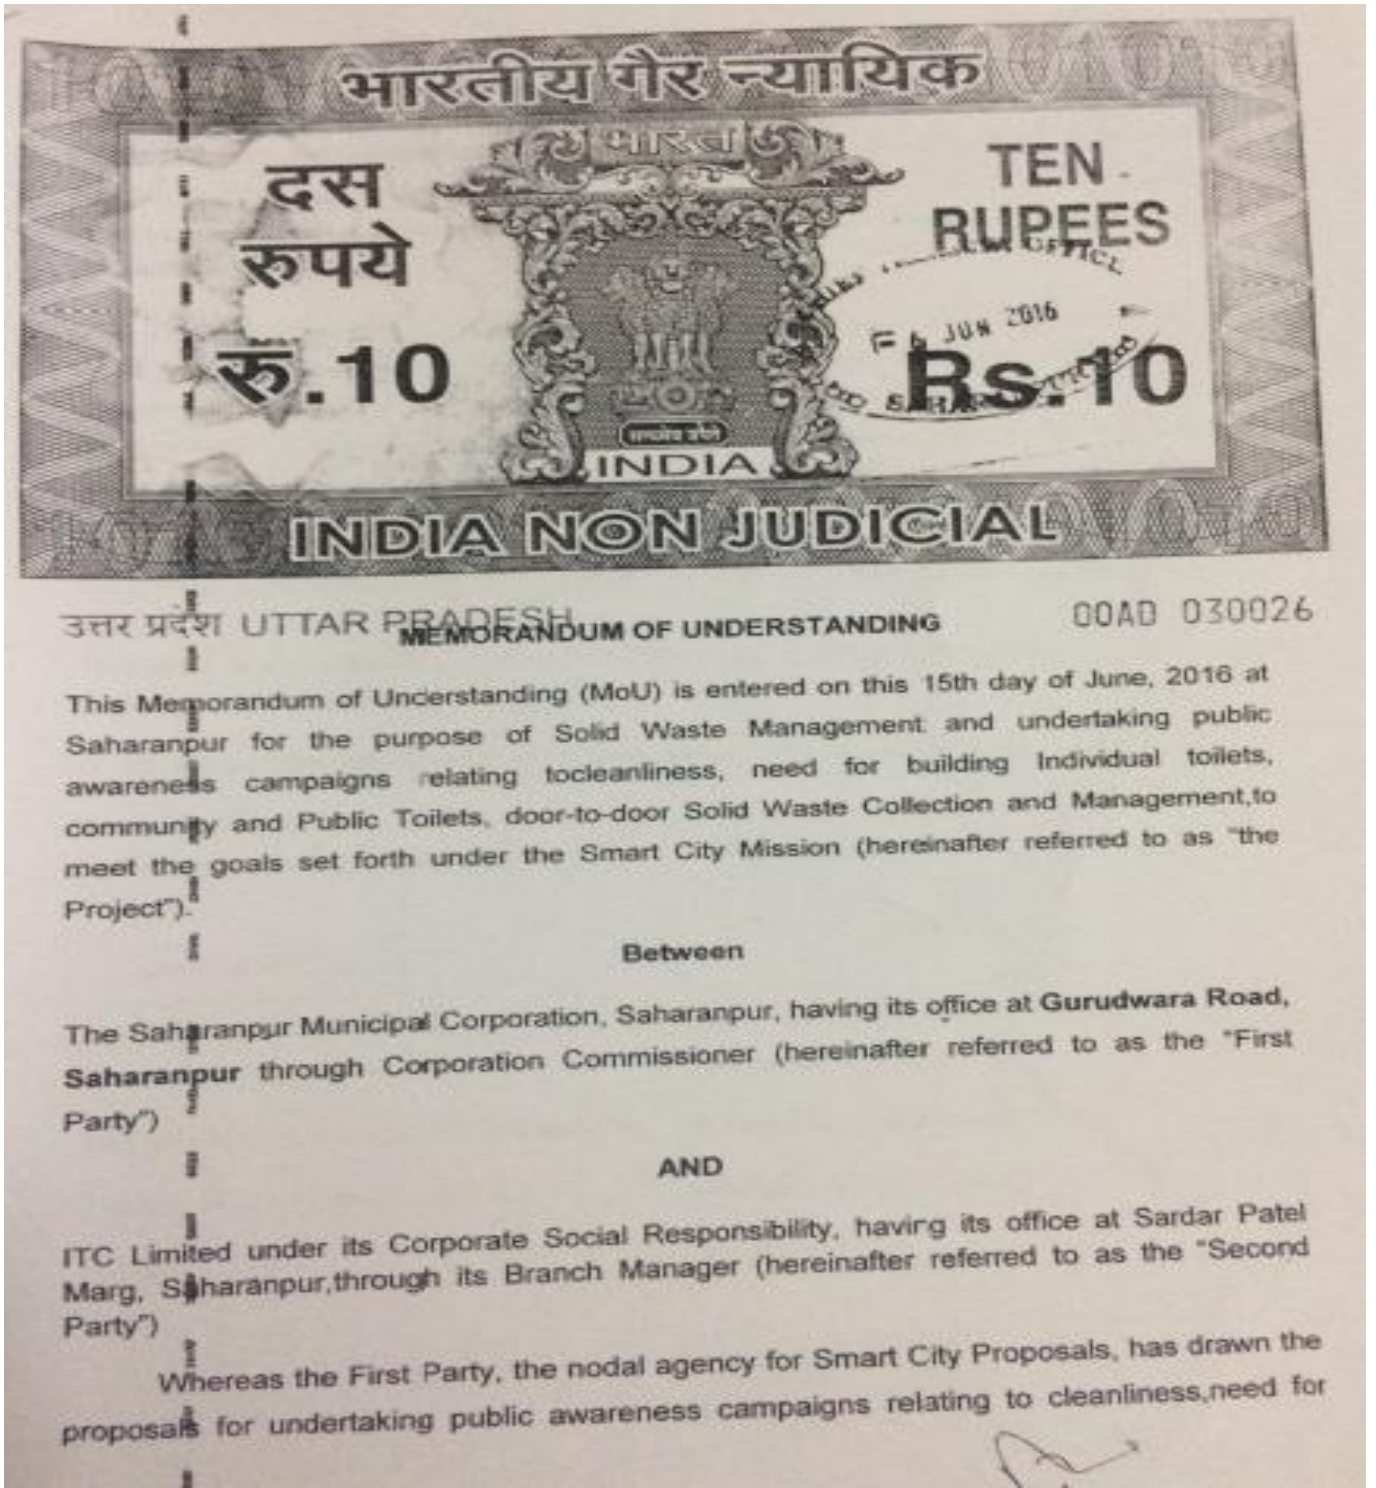 भारतीय गैर न्यायिक
भारत
दस
रुपये
रु.10
TEN
RUPEES
Rs.10
OFFICE
JUN 2016
सत्यमेव जयते
INDIA
INDIA NON JUDICIAL
उत्तर प्रदेश UTTAR PRADESH
00AD 030026
MEMORANDUM OF UNDERSTANDING
This Memorandum of Understanding (MoU) is entered on this 15th day of June, 2016 at
Saharanpur for the purpose of Solid Waste Management and undertaking public
awareness campaigns relating tocleanliness, need for building Individual toilets,
community and Public Toilets, door-to-door Solid Waste Collection and Management,to
meet the goals set forth under the Smart City Mission (hereinafter referred to as "the
Project").
Between
The Saharanpur Municipal Corporation, Saharanpur, having its office at Gurudwara Road,
Saharanpur through Corporation Commissioner (hereinafter referred to as the "First
Party")
AND
ITC Limited under its Corporate Social Responsibility, having its office at Sardar Patel
Marg, Saharanpur,through its Branch Manager (hereinafter referred to as the "Second
Party")
Whereas the First Party, the nodal agency for Smart City Proposals, has drawn the
proposals for undertaking public awareness campaigns relating to cleanliness,need for